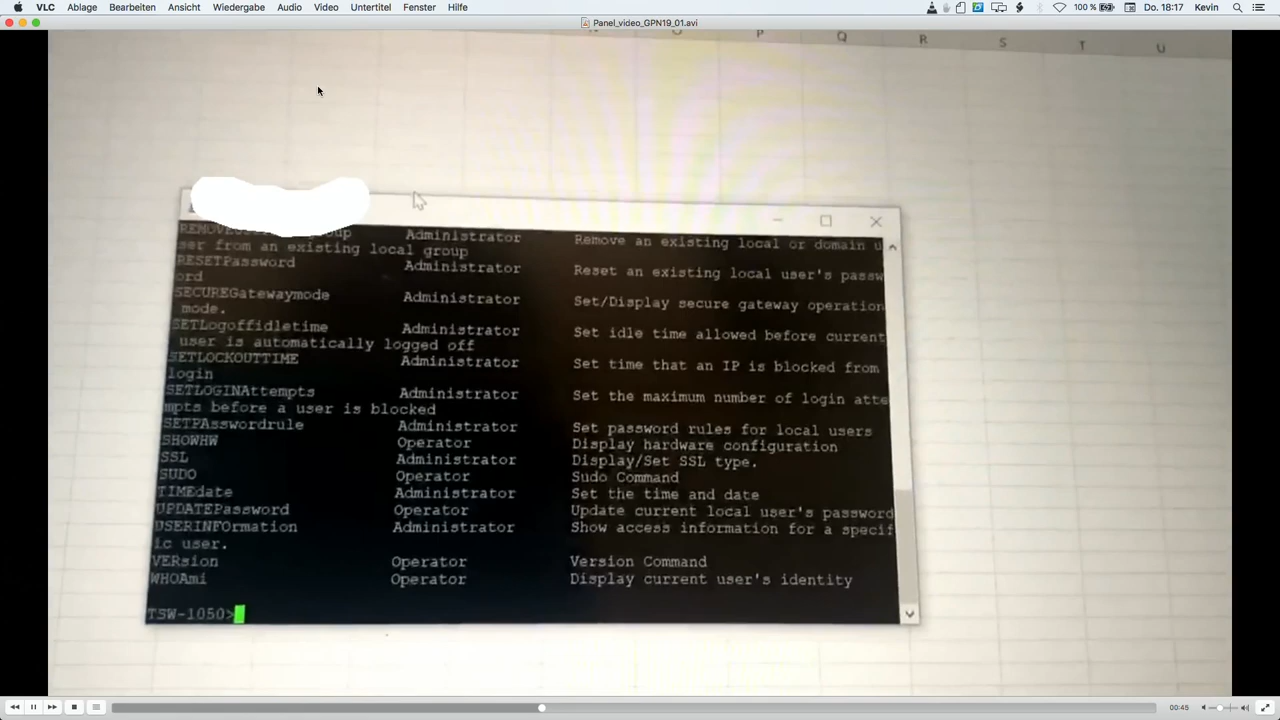 VLC Ablage Bearbeiten Ansicht Wiedergabe Audio Video Untertitel Fenster Hilfe 100 % Do. 18:17 Kevin
Panel_video_GPN19_01.avi
P Q R S T U
Administrator Remove an existing local or domain u
ser from an existing local group
RESETPassword Administrator Reset an existing local user's passw
ord
SECUREGatewaymode Administrator Set/Display secure gateway operation
mode.
SETLogoffidletime Administrator Set idle time allowed before current
user is automatically logged off
SETLOCKOUTTIME Administrator Set time that an IP is blocked from
login
SETLOGINAttempts Administrator Set the maximum number of login atte
mpts before a user is blocked
SETPAsswordrule Administrator Set password rules for local users
SHOWHW Operator Display hardware configuration
SSL Administrator Display/Set SSL type.
SUDO Operator Sudo Command
TIMEdate Administrator Set the time and date
UPDATEPassword Operator Update current local user's password
USERINFOrmation Administrator Show access information for a specif
ic user.
VERsion Operator Version Command
WHOAmi Operator Display current user's identity
TSW-1050>
00:45